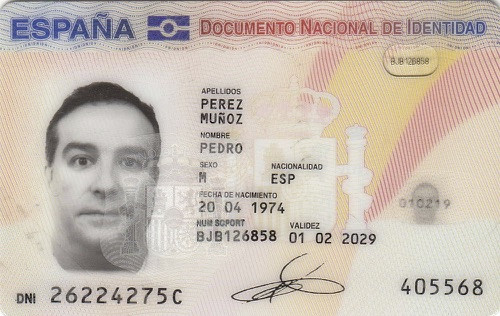 ESPAÑA DOCUMENTO NACIONAL DE IDENTIDAD
BJB126858
APELLIDOS
PEREZ
MUÑOZ
NOMBRE
PEDRO
SEXO NACIONALIDAD
M ESP
FECHA DE NACIMIENTO
20 04 1974
NUM SOPORT VALIDEZ
BJB126858 01 02 2029
010219
DNI 26224275C
405568